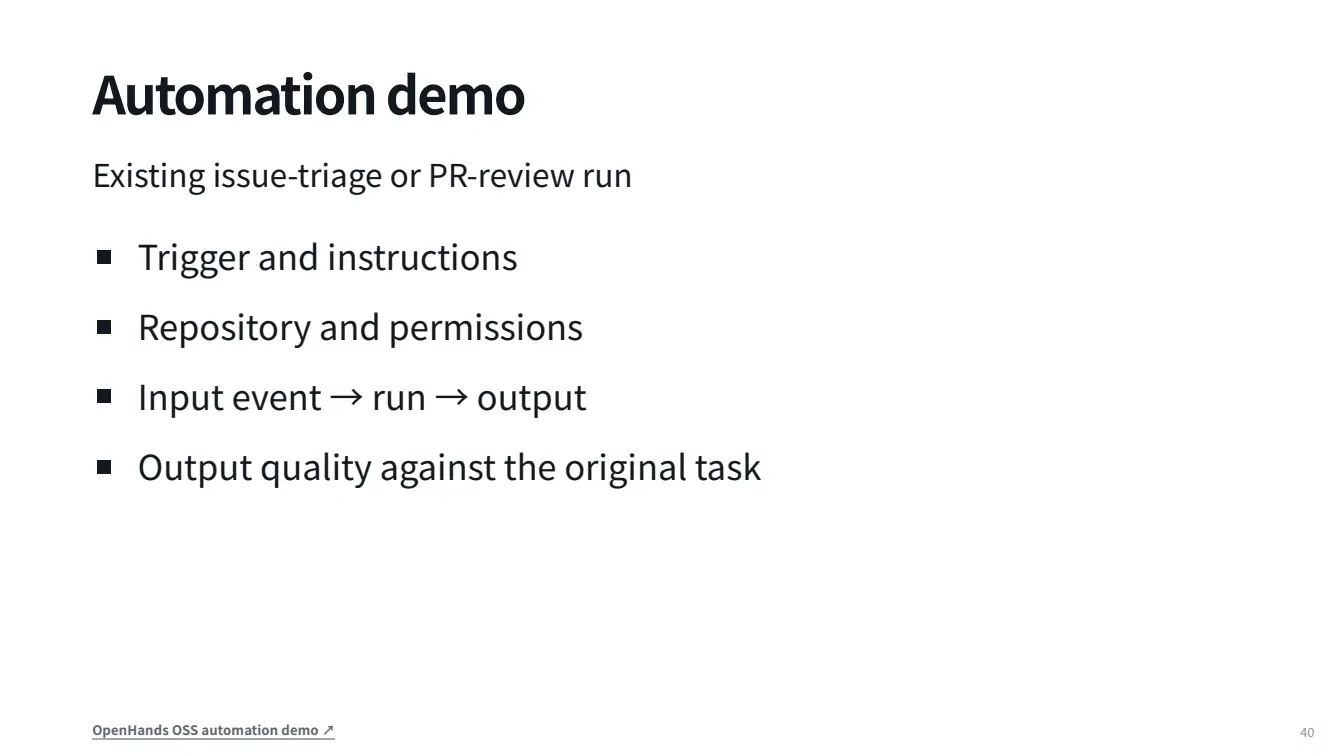 Automation demo
Existing issue-triage or PR-review run
▪ Trigger and instructions
▪ Repository and permissions
▪ Input event → run → output
▪ Output quality against the original task
OpenHands OSS automation demo ↗
40